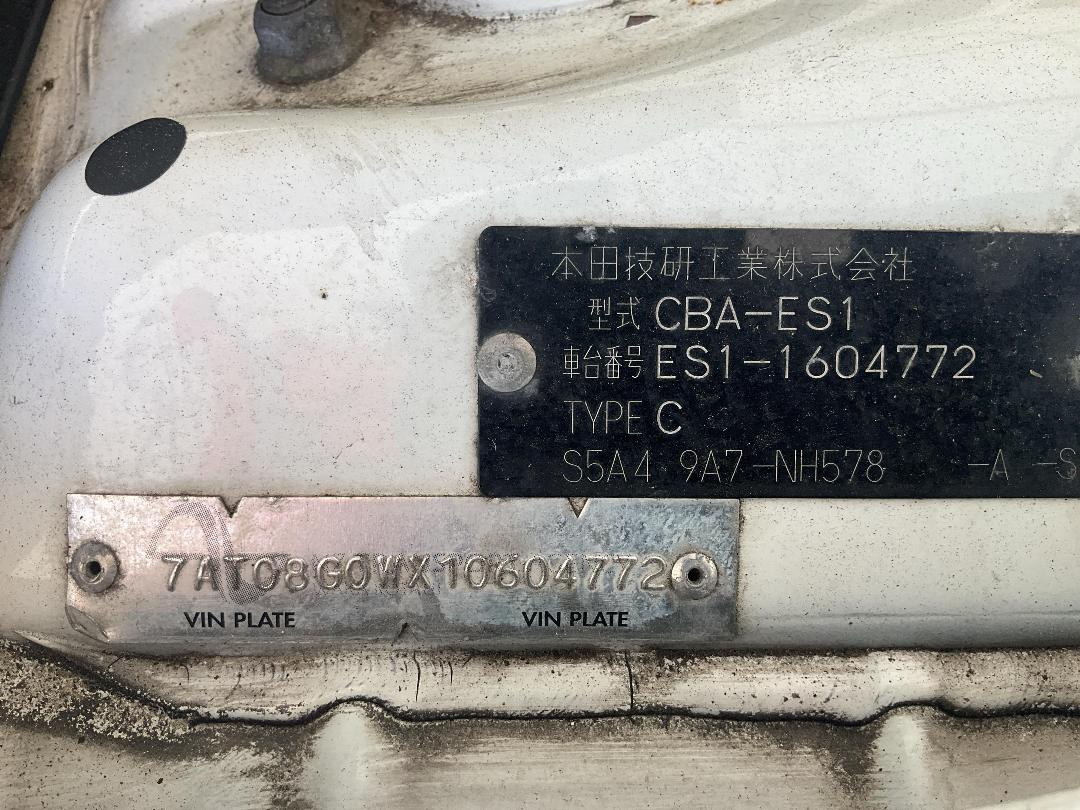 本田技研工業株式会社
型式 CBA-ES1
車台番号 ES1-1604772
TYPE C
S5A4 9A7-NH578 -A -S
7AT08G0WX10604772
VIN PLATE VIN PLATE